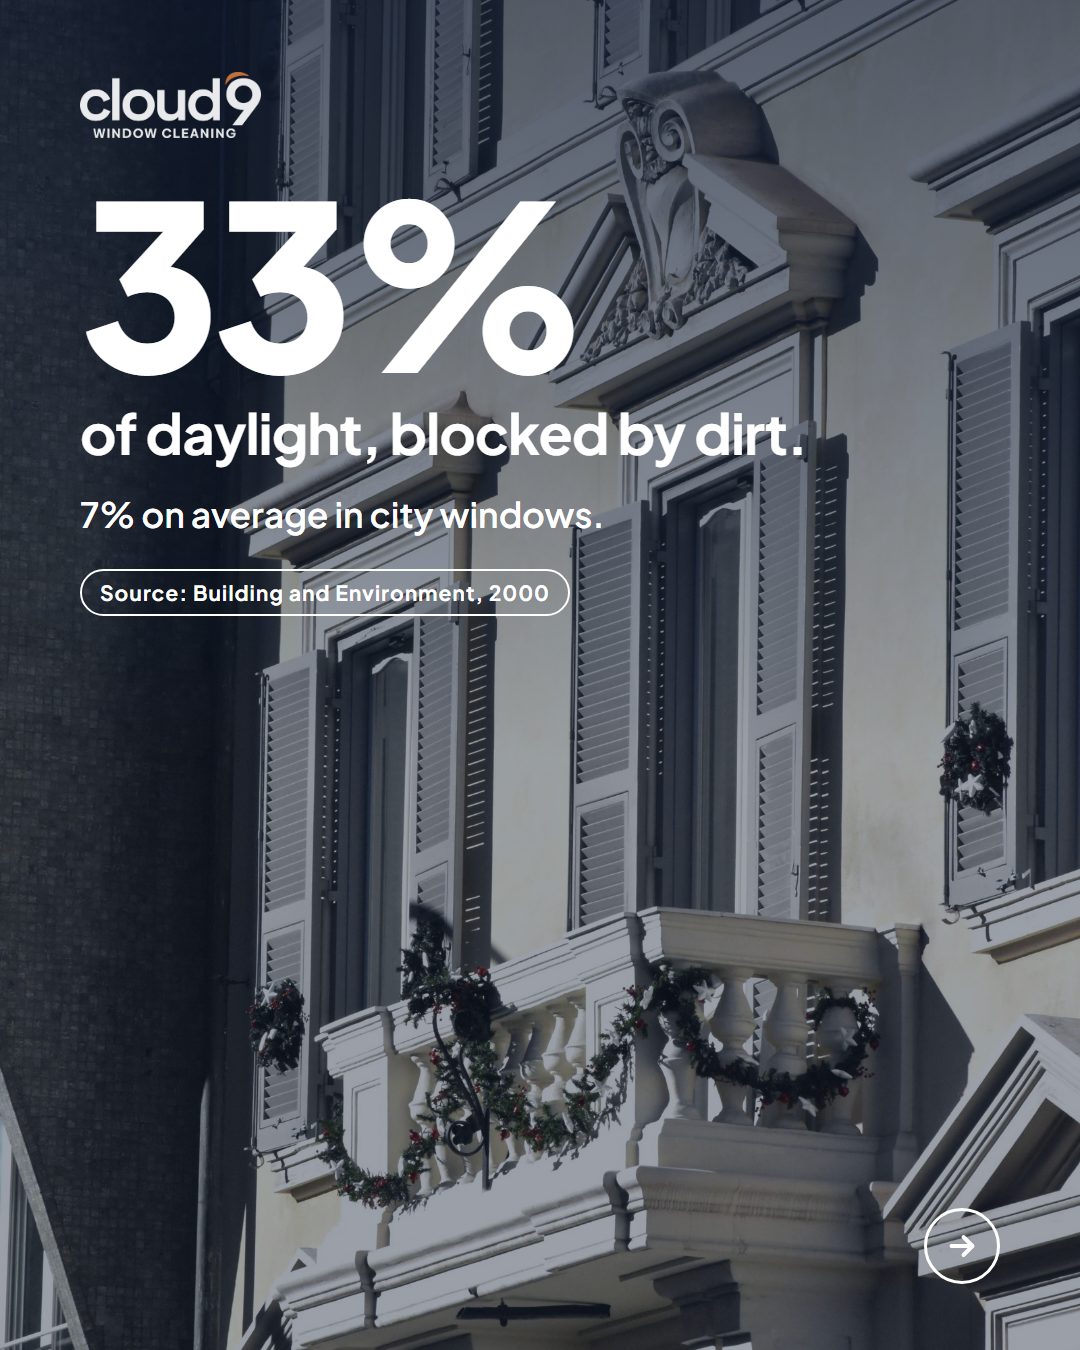 cloud9
WINDOW CLEANING
33%
of daylight, blocked by dirt.
7% on average in city windows.
Source: Building and Environment, 2000